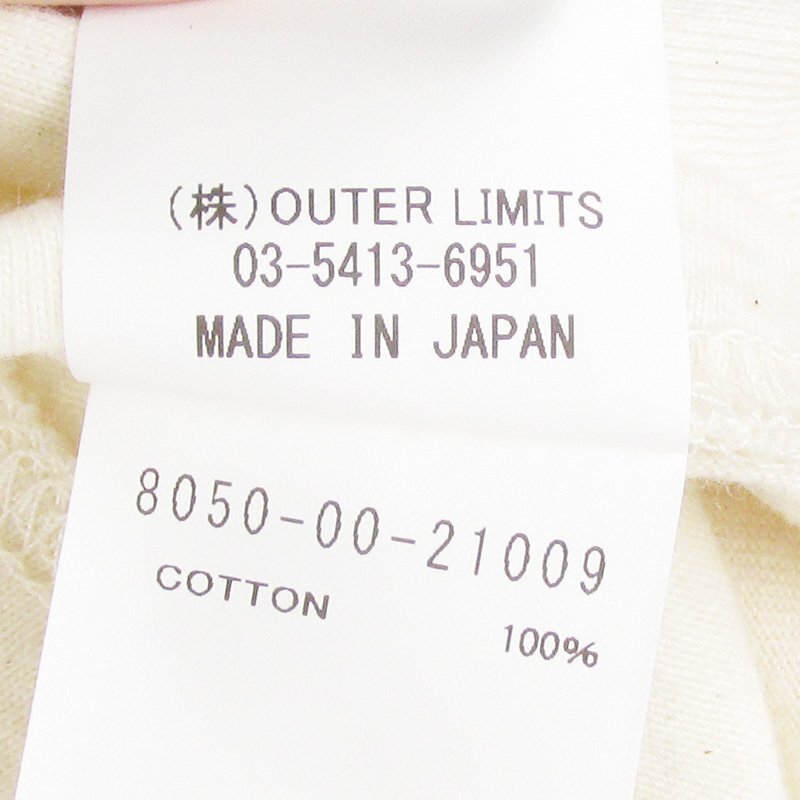 (株)OUTER LIMITS
03-5413-6951
MADE IN JAPAN
8050-00-21009
COTTON
100%